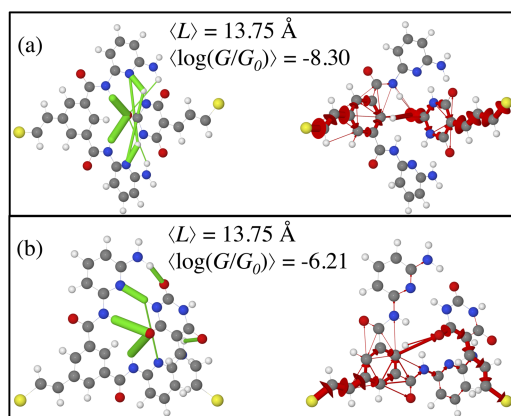 (a)
⟨L⟩ = 13.75 Å
⟨log(G/G₀)⟩ = -8.30
(b)
⟨L⟩ = 13.75 Å
⟨log(G/G₀)⟩ = -6.21